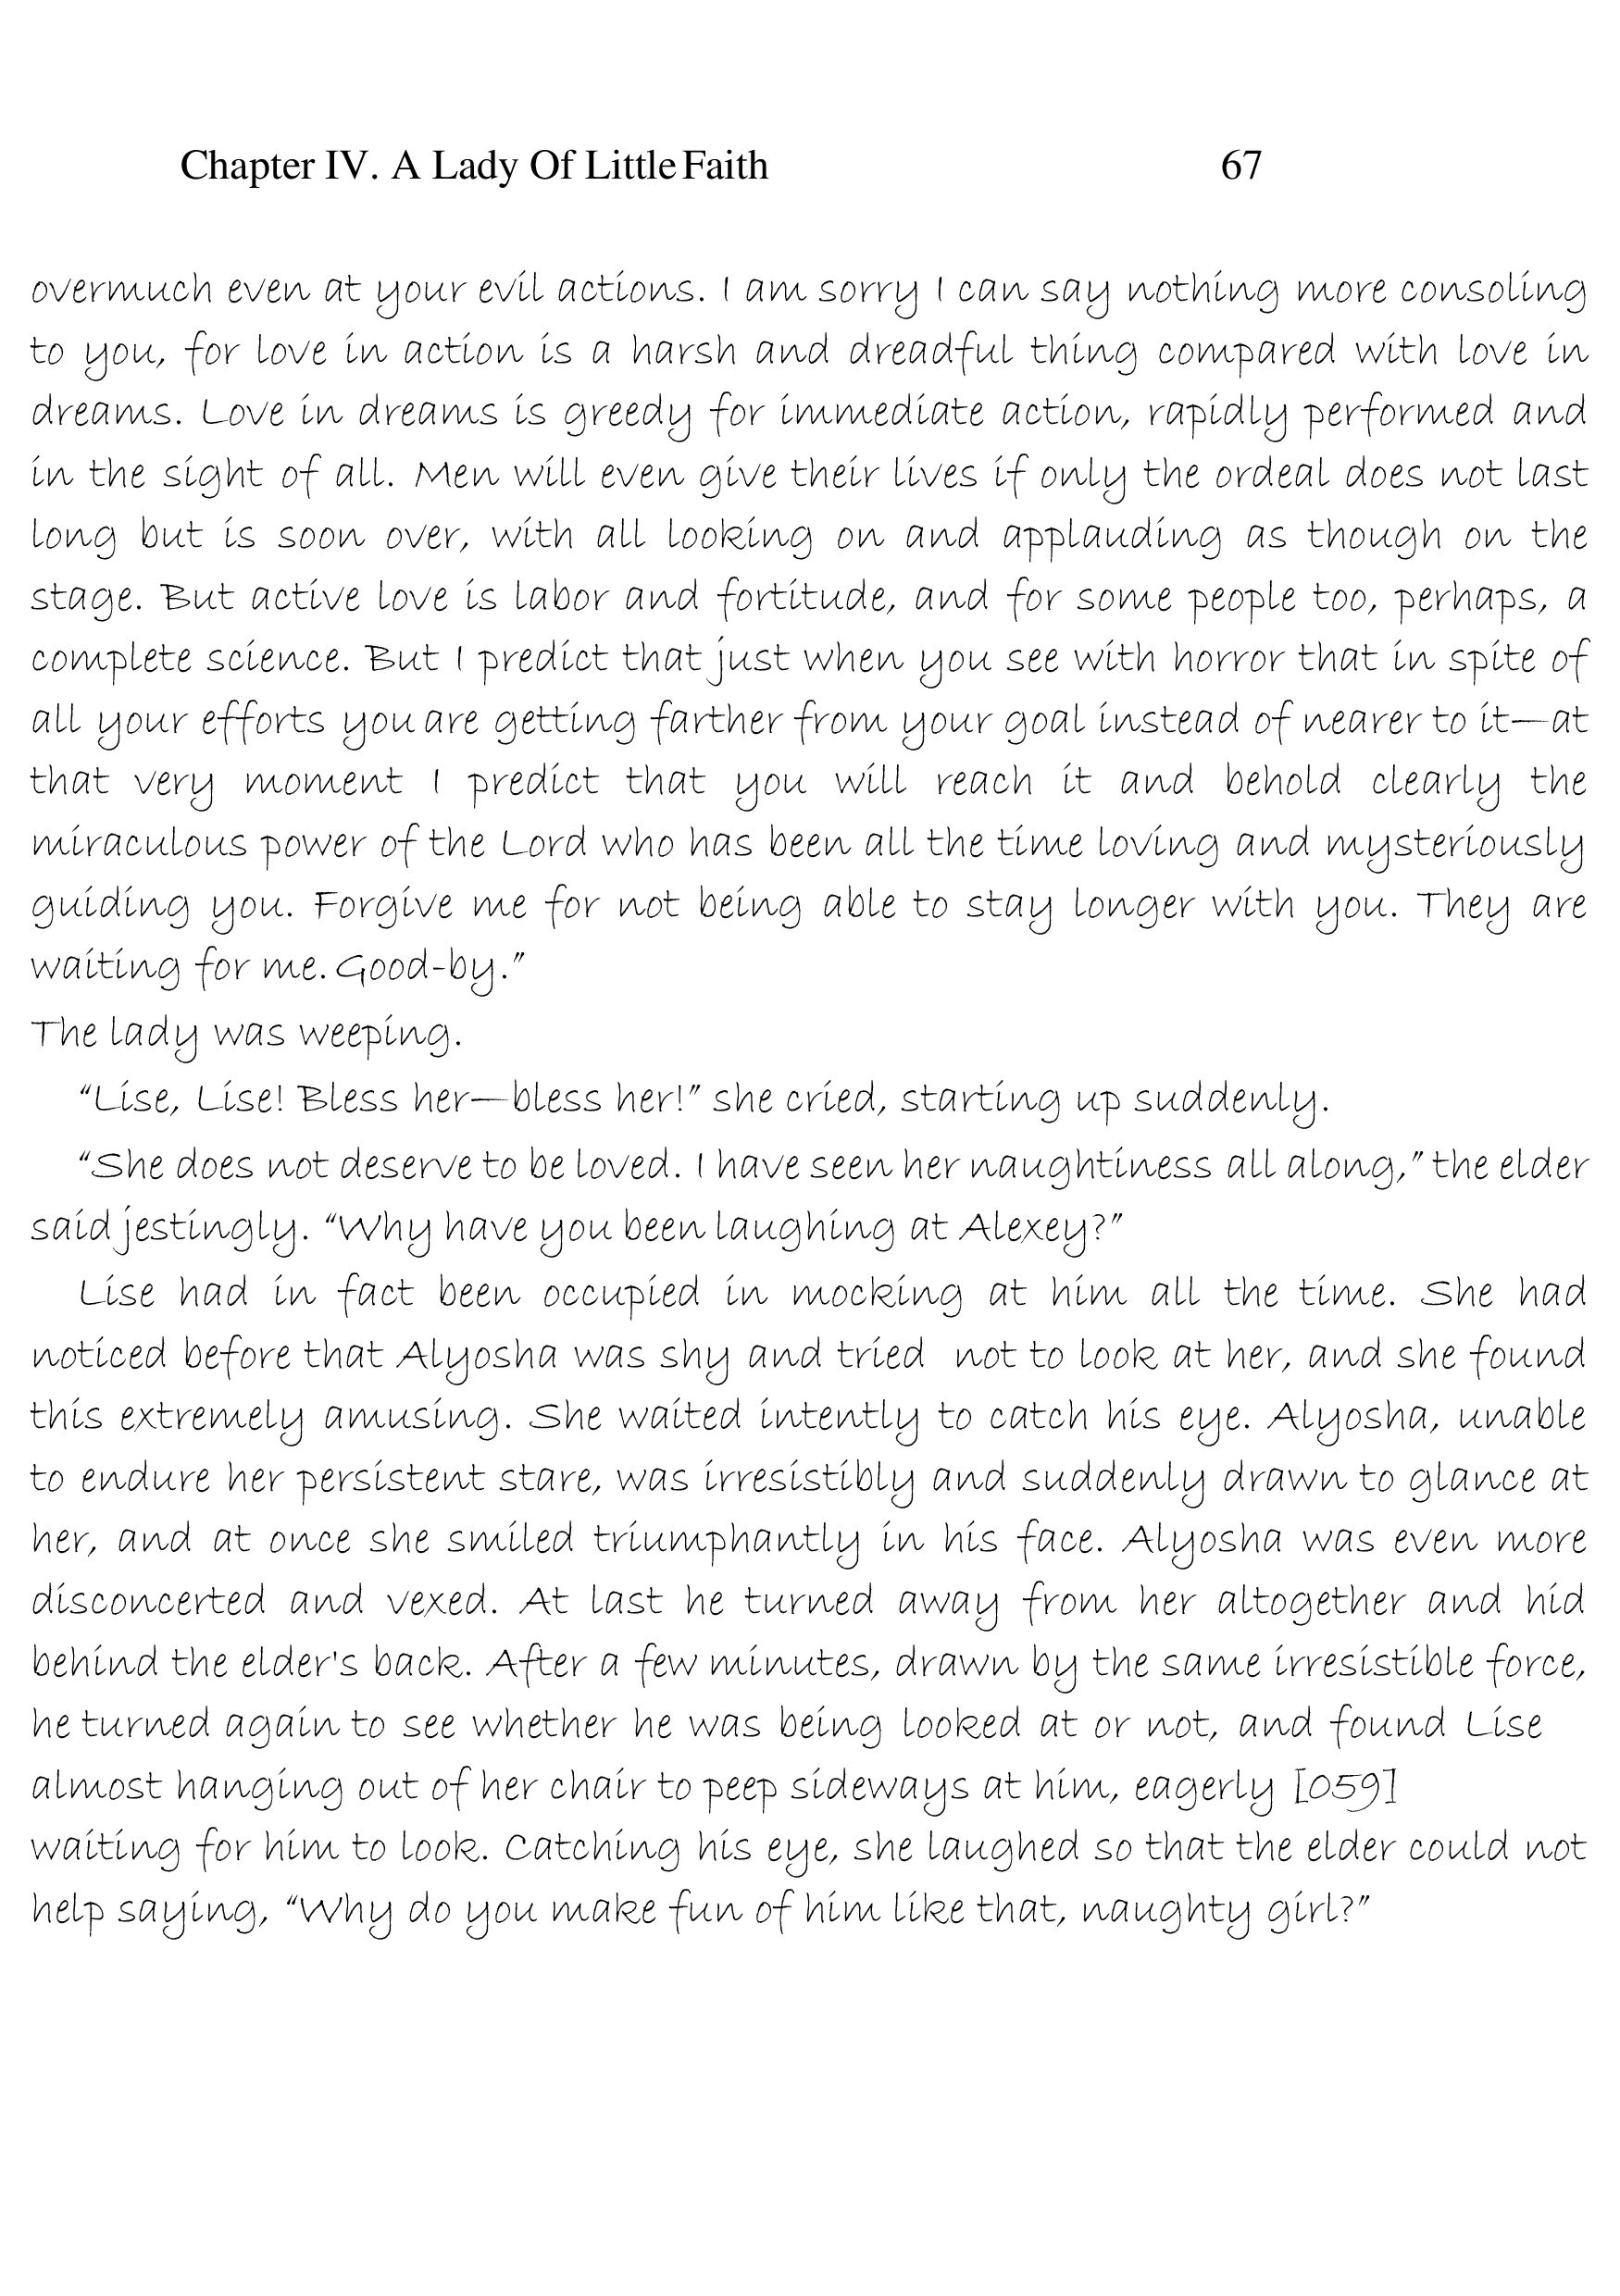 Chapter IV. A Lady Of Little Faith 67
overmuch even at your evil actions. I am sorry I can say nothing more consoling
to you, for love in action is a harsh and dreadful thing compared with love in
dreams. Love in dreams is greedy for immediate action, rapidly performed and
in the sight of all. Men will even give their lives if only the ordeal does not last
long but is soon over, with all looking on and applauding as though on the
stage. But active love is labor and fortitude, and for some people too, perhaps, a
complete science. But I predict that just when you see with horror that in spite of
all your efforts you are getting farther from your goal instead of nearer to it—at
that very moment I predict that you will reach it and behold clearly the
miraculous power of the Lord who has been all the time loving and mysteriously
guiding you. Forgive me for not being able to stay longer with you. They are
waiting for me. Good-by.”
The lady was weeping.
“Lise, Lise! Bless her—bless her!” she cried, starting up suddenly.
“She does not deserve to be loved. I have seen her naughtiness all along,” the elder
said jestingly. “Why have you been laughing at Alexey?”
Lise had in fact been occupied in mocking at him all the time. She had
noticed before that Alyosha was shy and tried not to look at her, and she found
this extremely amusing. She waited intently to catch his eye. Alyosha, unable
to endure her persistent stare, was irresistibly and suddenly drawn to glance at
her, and at once she smiled triumphantly in his face. Alyosha was even more
disconcerted and vexed. At last he turned away from her altogether and hid
behind the elder's back. After a few minutes, drawn by the same irresistible force,
he turned again to see whether he was being looked at or not, and found Lise
almost hanging out of her chair to peep sideways at him, eagerly [059]
waiting for him to look. Catching his eye, she laughed so that the elder could not
help saying, “Why do you make fun of him like that, naughty girl?”